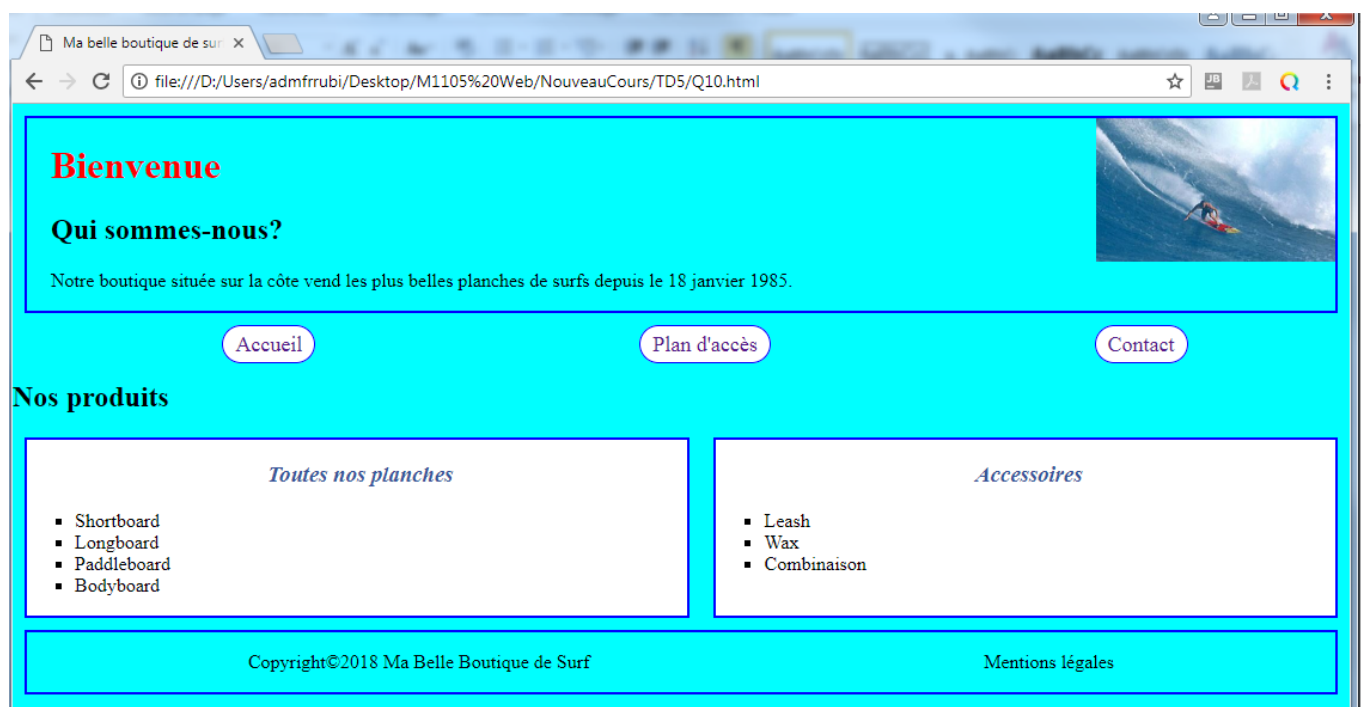 Ma belle boutique de sur
file:///D:/Users/admfrrubi/Desktop/M1105%20Web/NouveauCours/TD5/Q10.html
JB
Bienvenue
Qui sommes-nous?
Notre boutique située sur la côte vend les plus belles planches de surfs depuis le 18 janvier 1985.
Accueil Plan d'accès Contact
Nos produits
Toutes nos planches
Shortboard
Longboard
Paddleboard
Bodyboard
Accessoires
Leash
Wax
Combinaison
Copyright©2018 Ma Belle Boutique de Surf Mentions légales